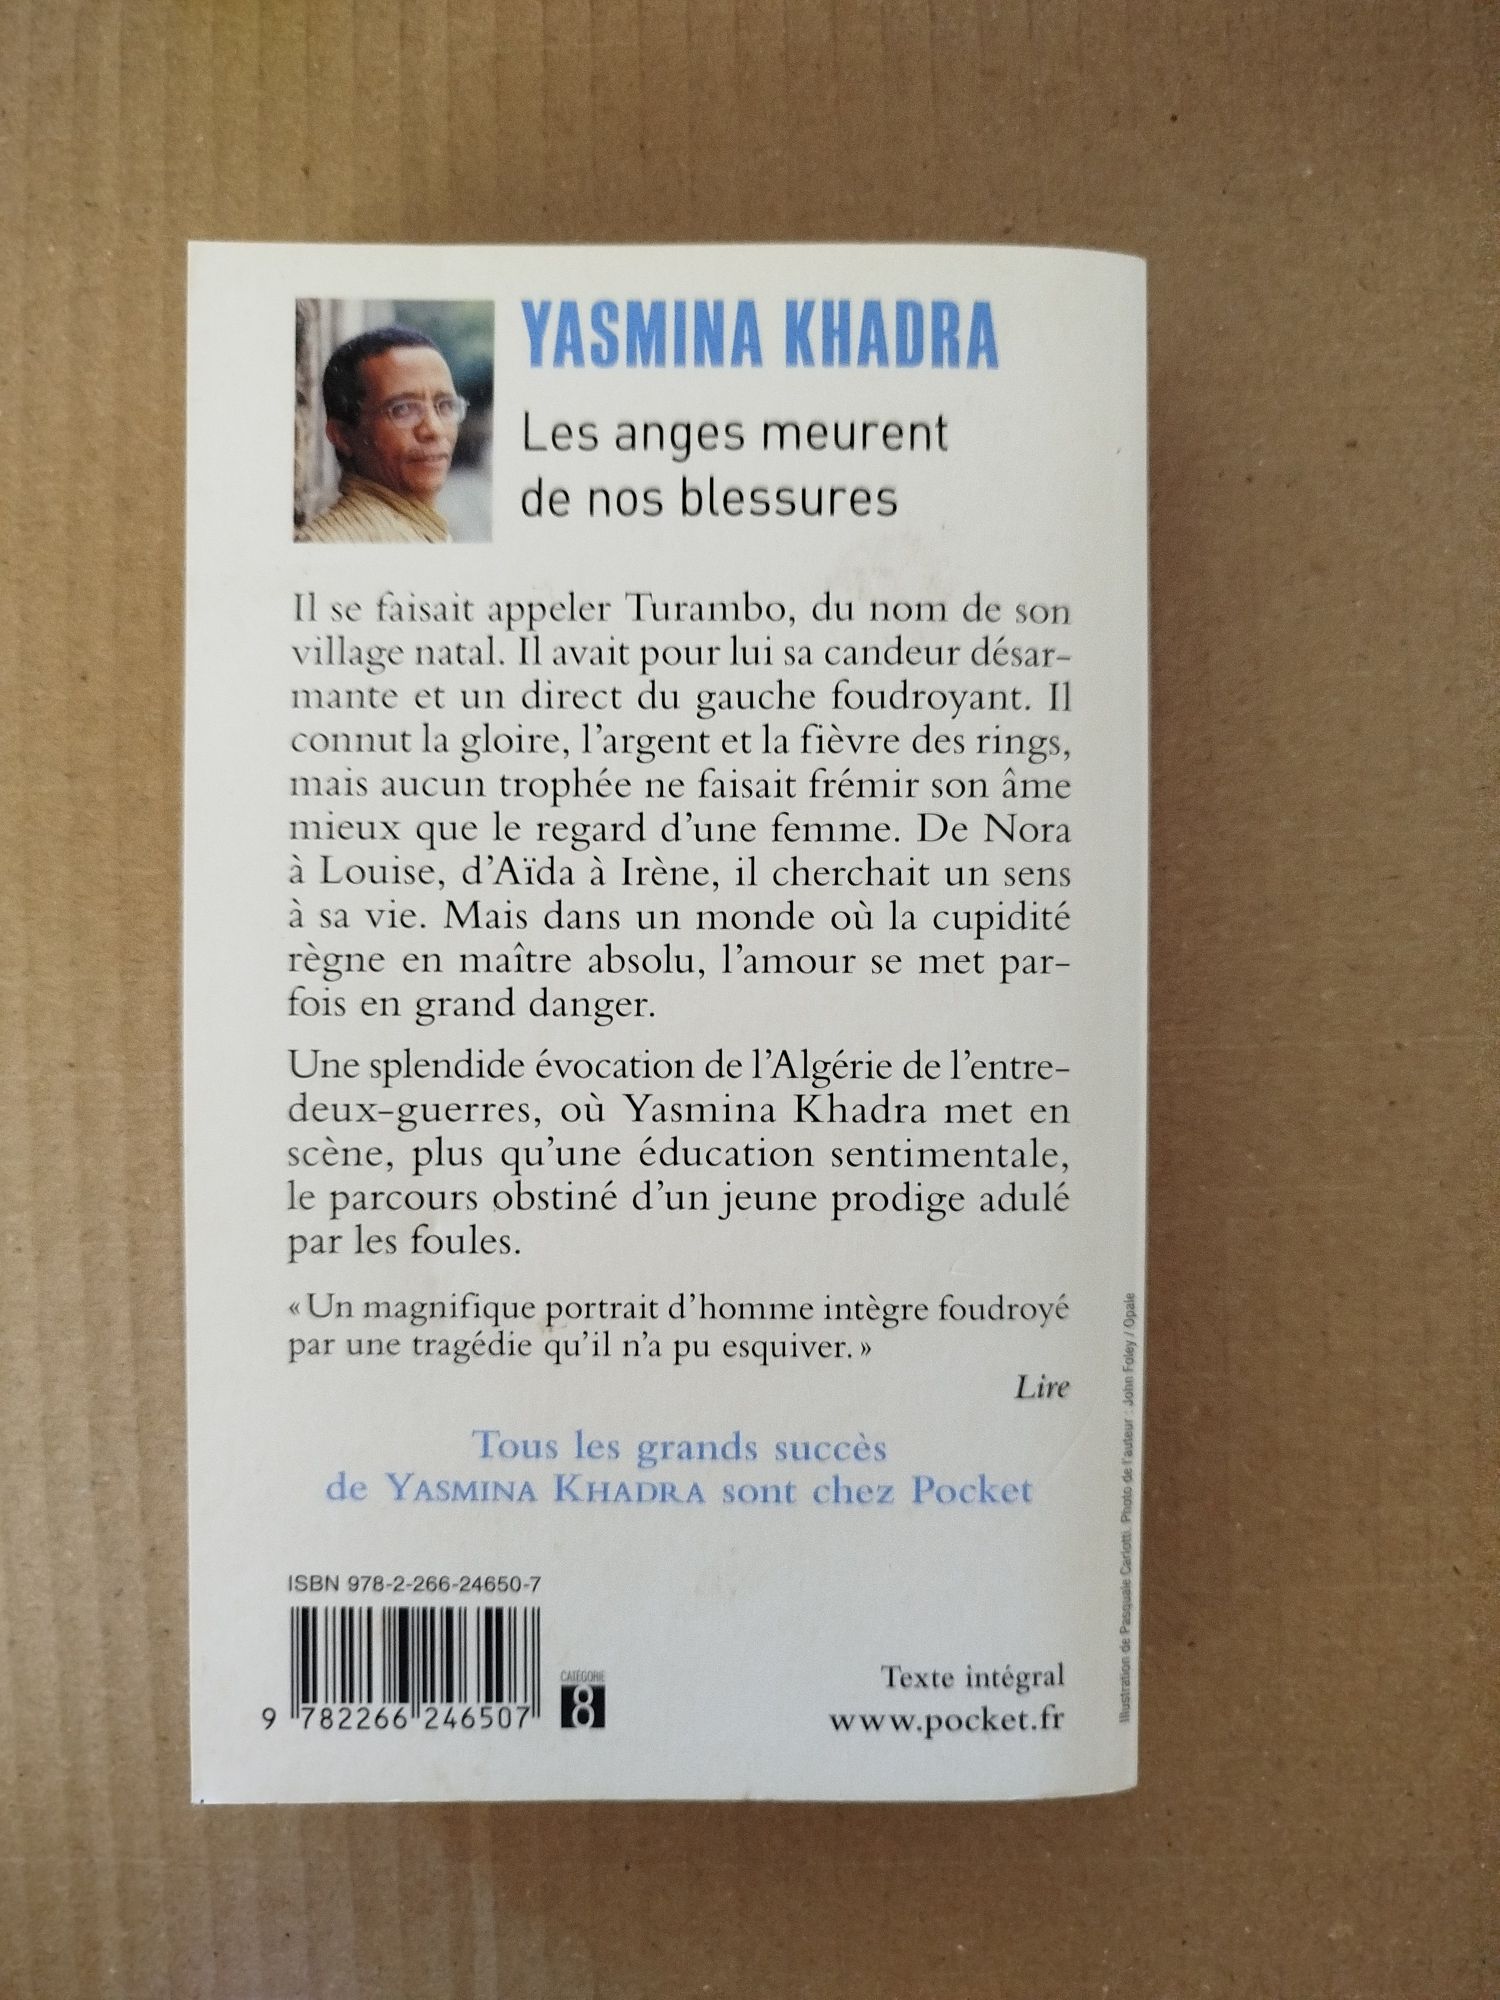 YASMINA KHADRA
Les anges meurent
de nos blessures
Il se faisait appeler Turambo, du nom de son
village natal. Il avait pour lui sa candeur désar-
mante et un direct du gauche foudroyant. Il
connut la gloire, l'argent et la fièvre des rings,
mais aucun trophée ne faisait frémir son âme
mieux que le regard d'une femme. De Nora
à Louise, d'Aïda à Irène, il cherchait un sens
à sa vie. Mais dans un monde où la cupidité
règne en maître absolu, l'amour se met par-
fois en grand danger.
Une splendide évocation de l'Algérie de l'entre-
deux-guerres, où Yasmina Khadra met en
scène, plus qu'une éducation sentimentale,
le parcours obstiné d'un jeune prodige adulé
par les foules.
« Un magnifique portrait d'homme intègre foudroyé
par une tragédie qu'il n'a pu esquiver. »
Lire
Tous les grands succès
de YASMINA KHADRA sont chez Pocket
ISBN 978-2-266-24650-7
9 782266 246507
CATÉGORIE
8
Texte intégral
www.pocket.fr
Illustration de Pasquale Carlotti. Photo de l'auteur : John Foley / Opale